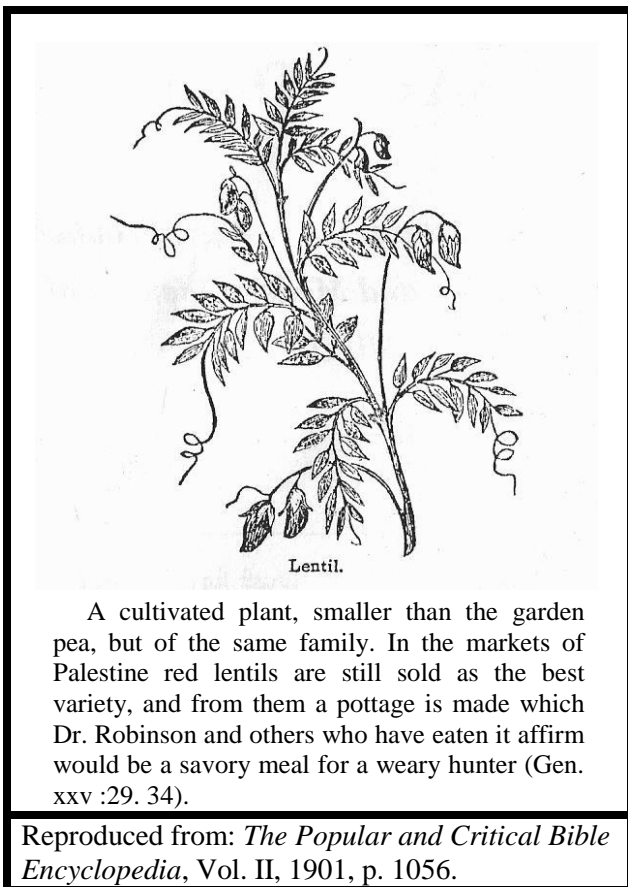 Lentil.
A cultivated plant, smaller than the garden
pea, but of the same family. In the markets of
Palestine red lentils are still sold as the best
variety, and from them a pottage is made which
Dr. Robinson and others who have eaten it affirm
would be a savory meal for a weary hunter (Gen.
xxv :29. 34).
Reproduced from: The Popular and Critical Bible
Encyclopedia, Vol. II, 1901, p. 1056.